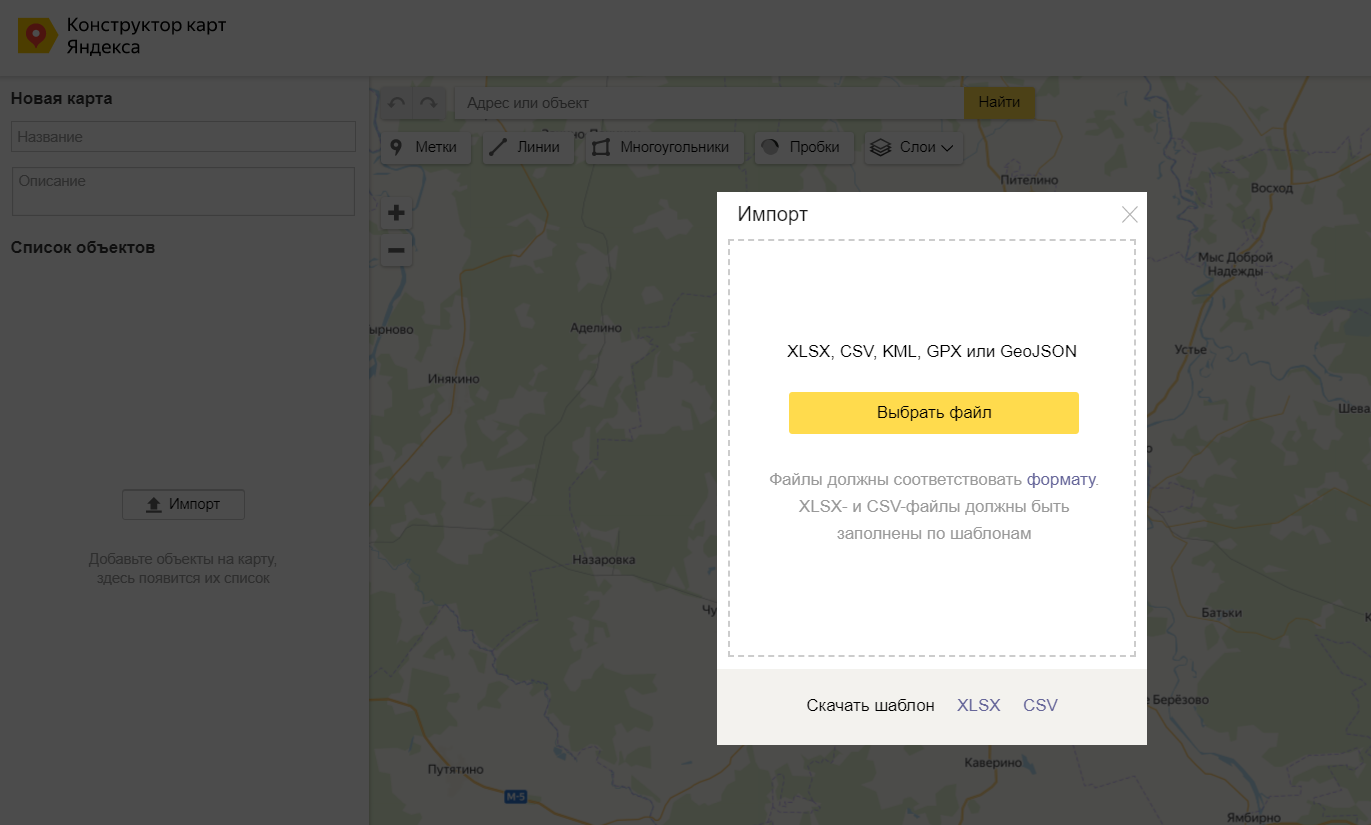 Конструктор карт
Яндекса
Новая карта
Название
Описание
Список объектов
Импорт
Добавьте объекты на карту,
здесь появится их список
Адрес или объект
Найти
Метки
Линии
Многоугольники
Пробки
Слои
Пителино
Восход
Мыс Доброй
Надежды
ырново
Аделино
Инякино
Устье
Шева
Назаровка
Чу
Батьки
е Берёзово
Путятино
М-5
Каверино
Ямбирно
Импорт
XLSX, CSV, KML, GPX или GeoJSON
Выбрать файл
Файлы должны соответствовать формату.
XLSX- и CSV-файлы должны быть
заполнены по шаблонам
Скачать шаблон XLSX CSV